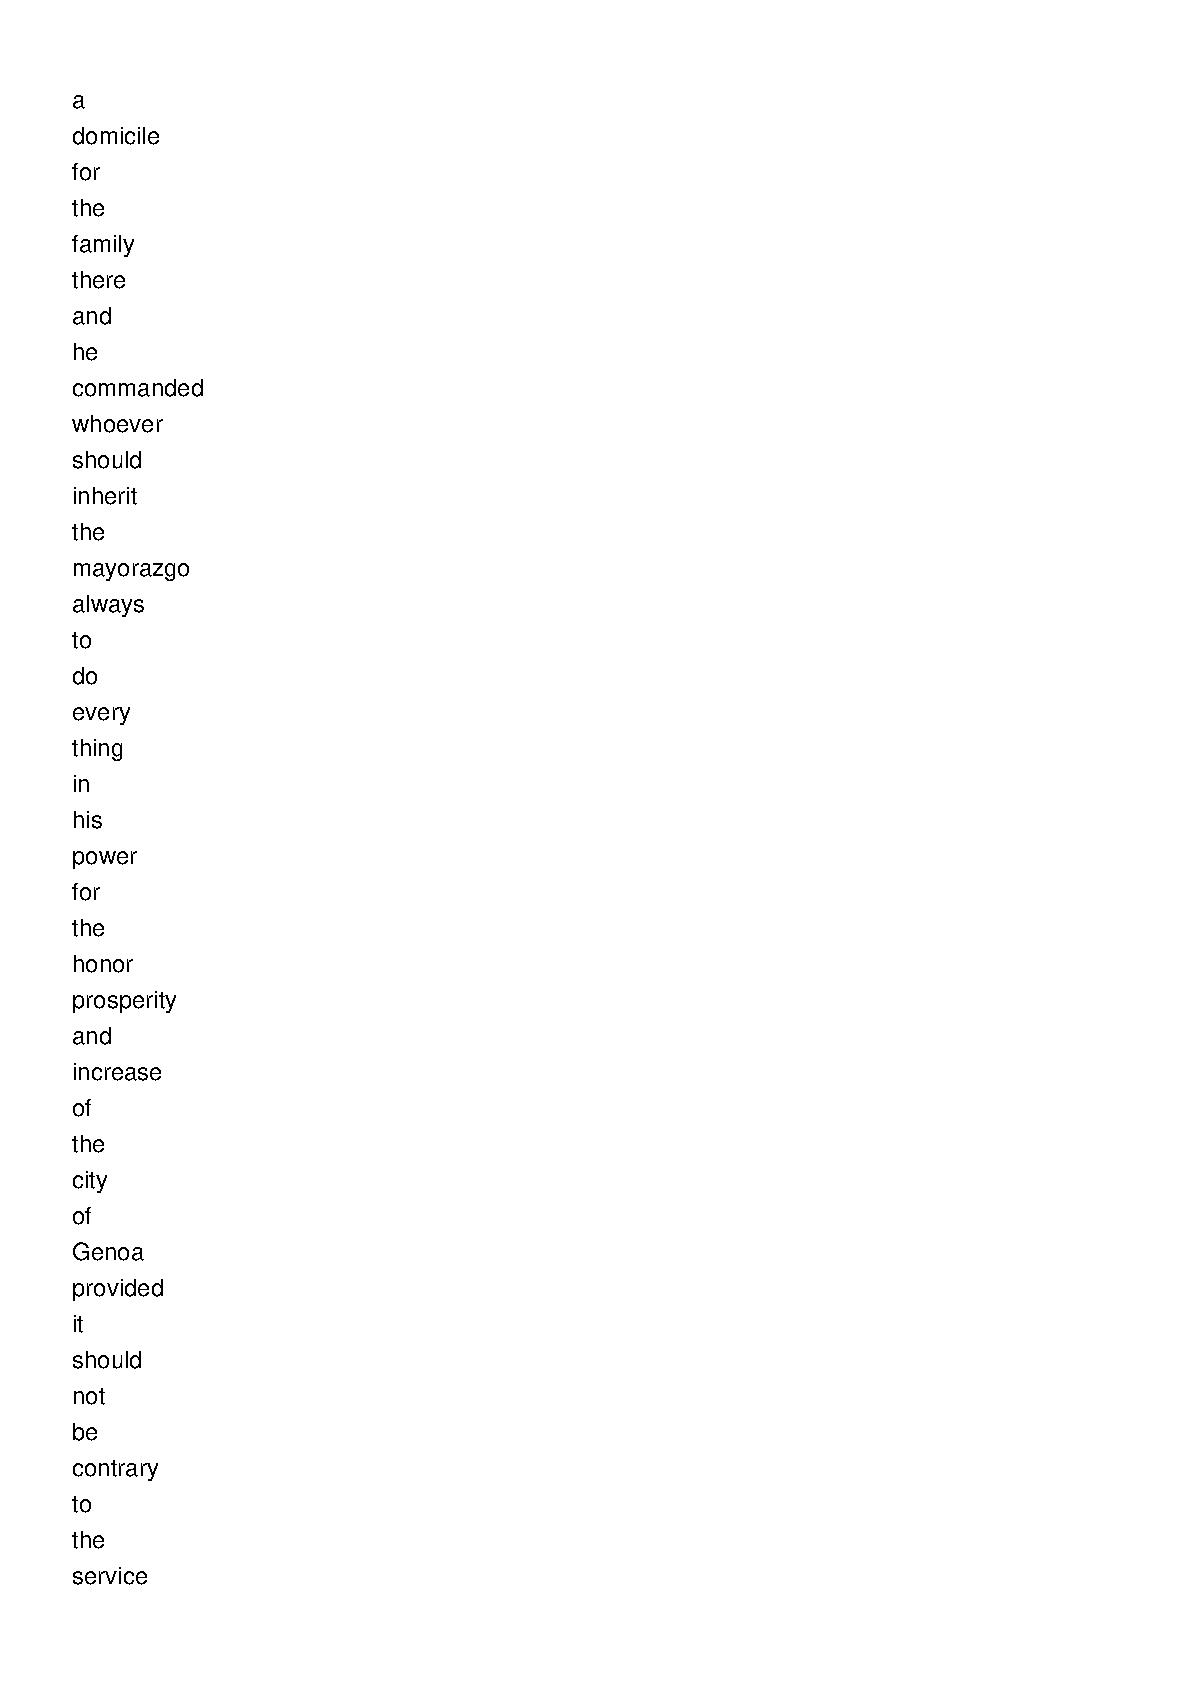 a
domicile
for
the
family
there
and
he
commanded
whoever
should
inherit
the
mayorazgo
always
to
do
every
thing
in
his
power
for
the
honor
prosperity
and
increase
of
the
city
of
Genoa
provided
it
should
not
be
contrary
to
the
service